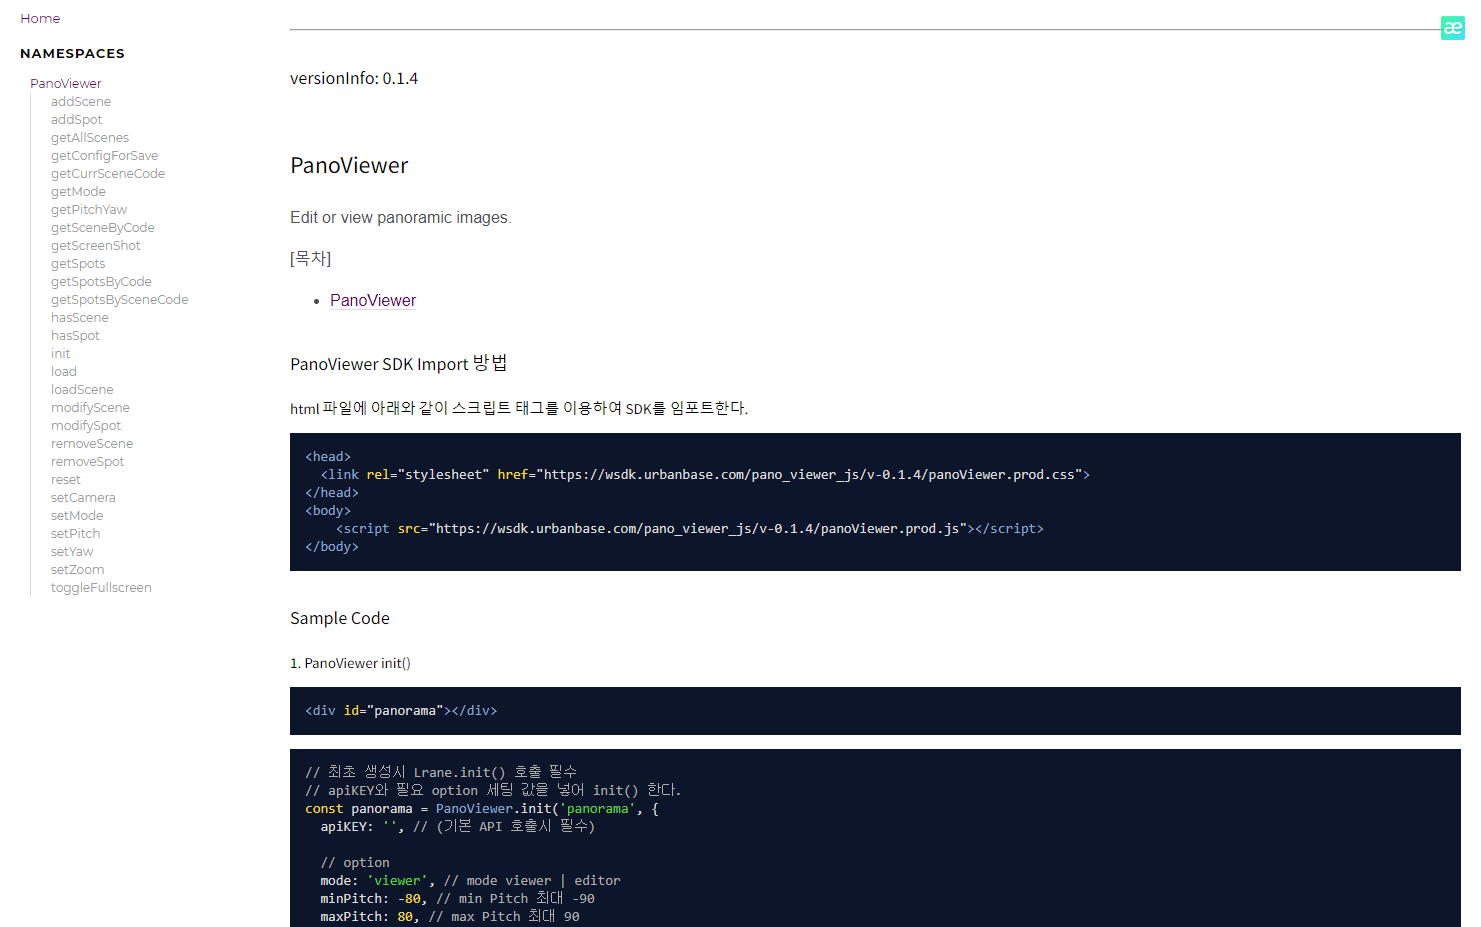 Home
NAMESPACES
PanoViewer
addScene
addSpot
getAllScenes
getConfigForSave
getCurrSceneCode
getMode
getPitchYaw
getSceneByCode
getScreenShot
getSpots
getSpotsByCode
getSpotsBySceneCode
hasScene
hasSpot
init
load
loadScene
modifyScene
modifySpot
removeScene
removeSpot
reset
setCamera
setMode
setPitch
setYaw
setZoom
toggleFullscreen
æ
versionInfo: 0.1.4
PanoViewer
Edit or view panoramic images.
[목차]
• PanoViewer
PanoViewer SDK Import 방법
html 파일에 아래와 같이 스크립트 태그를 이용하여 SDK를 임포트한다.
<head>
  <link rel="stylesheet" href="https://wsdk.urbanbase.com/pano_viewer_js/v-0.1.4/panoViewer.prod.css">
</head>
<body>
    <script src="https://wsdk.urbanbase.com/pano_viewer_js/v-0.1.4/panoViewer.prod.js"></script>
</body>
Sample Code
1. PanoViewer init()
<div id="panorama"></div>
// 최초 생성시 Lrane.init() 호출 필수
// apiKEY와 필요 option 세팅 값을 넣어 init() 한다.
const panorama = PanoViewer.init('panorama', {
  apiKEY: '', // (기본 API 호출시 필수)
  // option
  mode: 'viewer', // mode viewer | editor
  minPitch: -80, // min Pitch 최대 -90
  maxPitch: 80, // max Pitch 최대 90